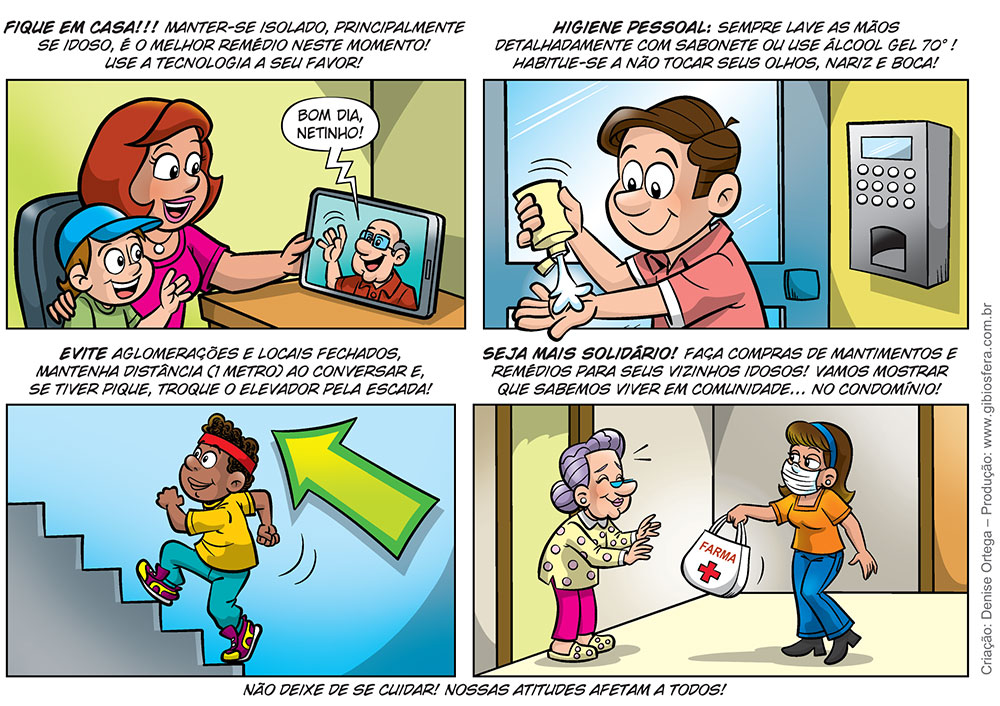 FIQUE EM CASA!!! MANTER-SE ISOLADO, PRINCIPALMENTE
SE IDOSO, É O MELHOR REMÉDIO NESTE MOMENTO!
USE A TECNOLOGIA A SEU FAVOR!
BOM DIA,
NETINHO!
HIGIENE PESSOAL: SEMPRE LAVE AS MÃOS
DETALHADAMENTE COM SABONETE OU USE ÁLCOOL GEL 70°!
HABITUE-SE A NÃO TOCAR SEUS OLHOS, NARIZ E BOCA!
EVITE AGLOMERAÇÕES E LOCAIS FECHADOS,
MANTENHA DISTÂNCIA (1 METRO) AO CONVERSAR E,
SE TIVER PIQUE, TROQUE O ELEVADOR PELA ESCADA!
SEJA MAIS SOLIDÁRIO! FAÇA COMPRAS DE MANTIMENTOS E
REMÉDIOS PARA SEUS VIZINHOS IDOSOS! VAMOS MOSTRAR
QUE SABEMOS VIVER EM COMUNIDADE... NO CONDOMÍNIO!
FARMA
NÃO DEIXE DE SE CUIDAR! NOSSAS ATITUDES AFETAM A TODOS!
Criação: Denise Ortega – Produção: www.gibiosfera.com.br